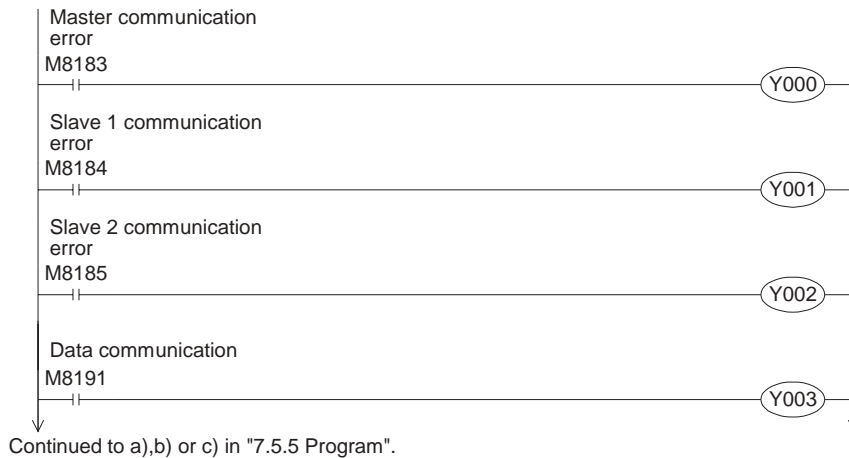 Master communication
error
M8183
Y000
Slave 1 communication
error
M8184
Y001
Slave 2 communication
error
M8185
Y002
Data communication
M8191
Y003
Continued to a),b) or c) in "7.5.5 Program".